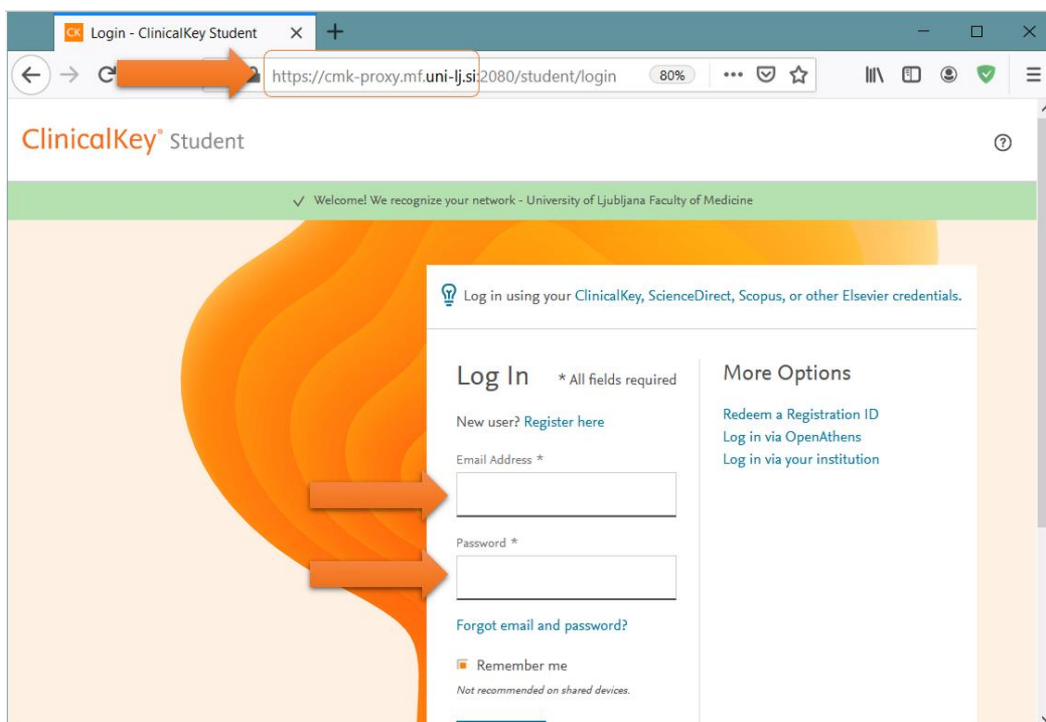 CK Login - ClinicalKey Student
https://cmk-proxy.mf.uni-lj.si:2080/student/login 80%
ClinicalKey® Student
Welcome! We recognize your network - University of Ljubljana Faculty of Medicine
Log in using your ClinicalKey, ScienceDirect, Scopus, or other Elsevier credentials.
Log In * All fields required
New user? Register here
Email Address *
Password *
Forgot email and password?
Remember me
Not recommended on shared devices.
More Options
Redeem a Registration ID
Log in via OpenAthens
Log in via your institution